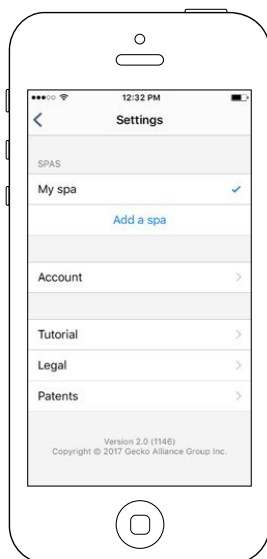 12:32 PM
Settings
SPAS
My spa
Add a spa
Account
Tutorial
Legal
Patents
Version 2.0 (1146)
Copyright © 2017 Gecko Alliance Group Inc.